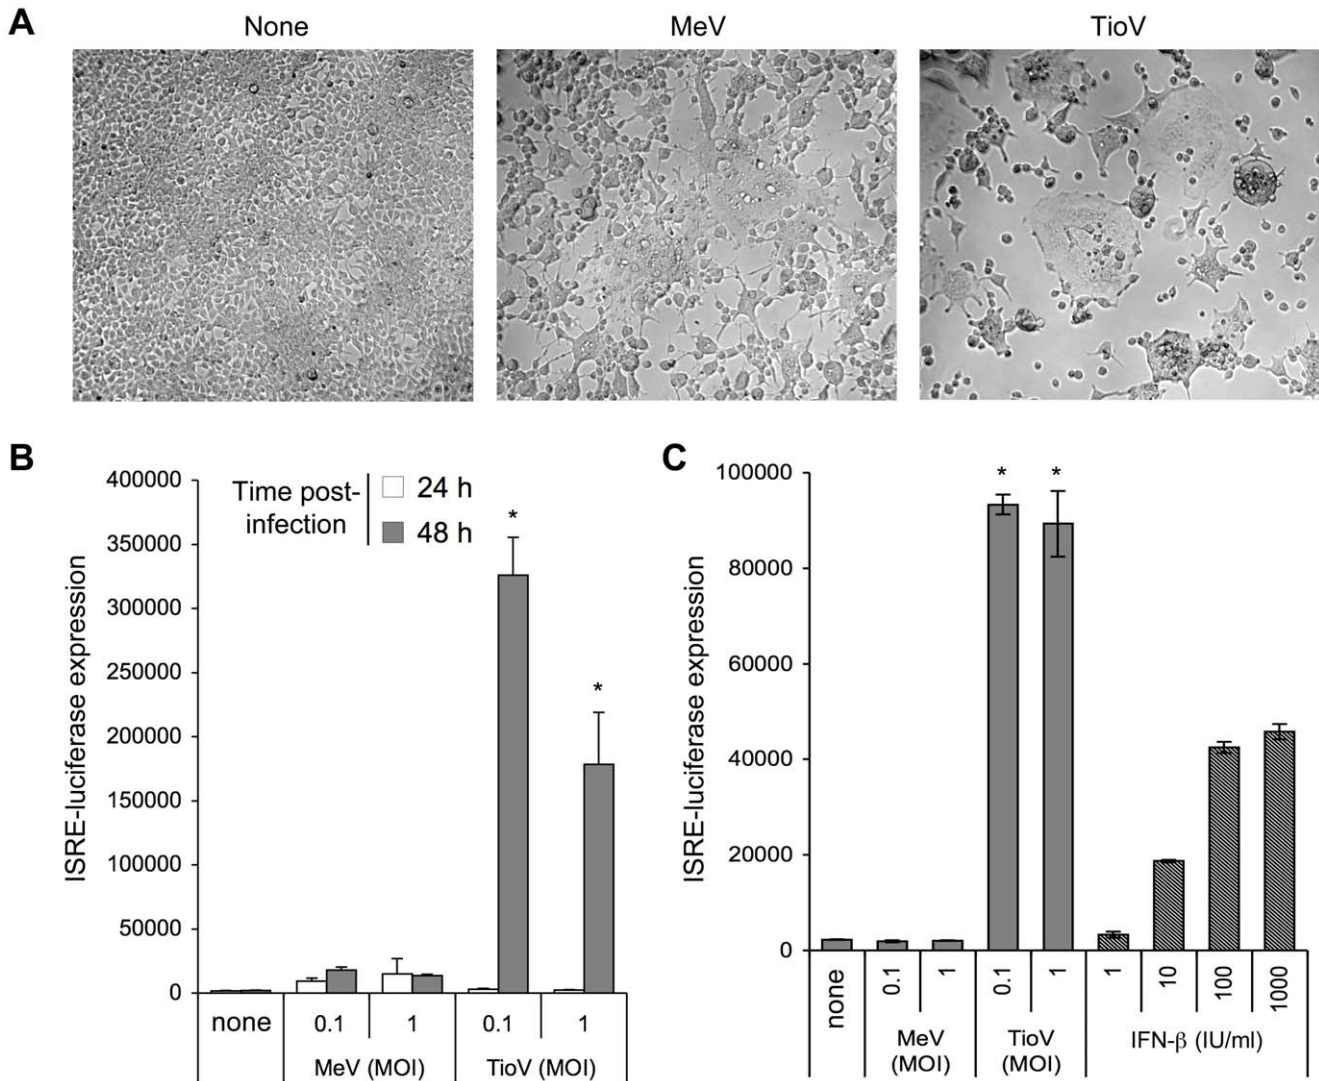 A
None
MeV
TioV
B
400000
350000
300000
250000
200000
150000
100000
50000
0
ISRE-luciferase expression
Time post-
infection
24 h
48 h
*
*
none
0.1
1
0.1
1
MeV (MOI)
TioV (MOI)
C
100000
80000
60000
40000
20000
0
ISRE-luciferase expression
*
*
none
0.1
1
0.1
1
1
10
100
1000
MeV
(MOI)
TioV
(MOI)
IFN-β (IU/ml)